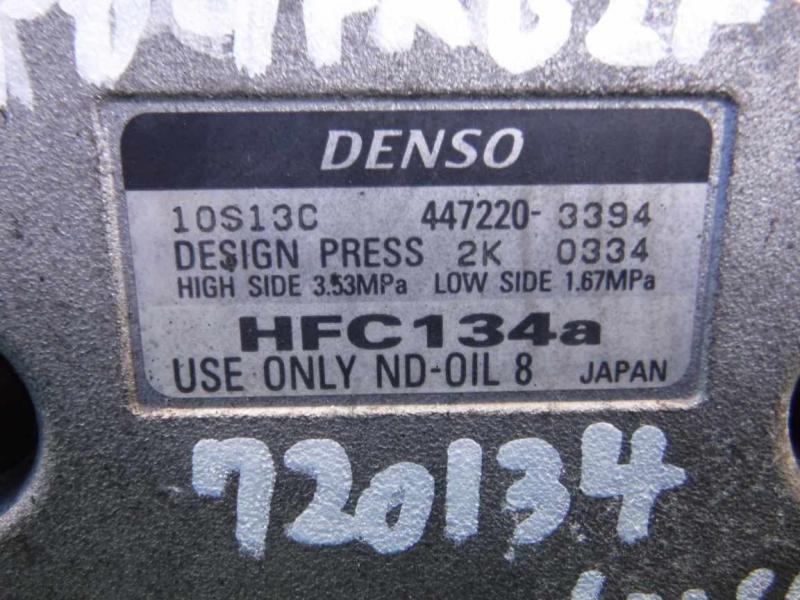 DENSO
10S13C 447220-3394
DESIGN PRESS 2K 0334
HIGH SIDE 3.53MPa LOW SIDE 1.67MPa
HFC134a
USE ONLY ND-OIL 8 JAPAN
720134